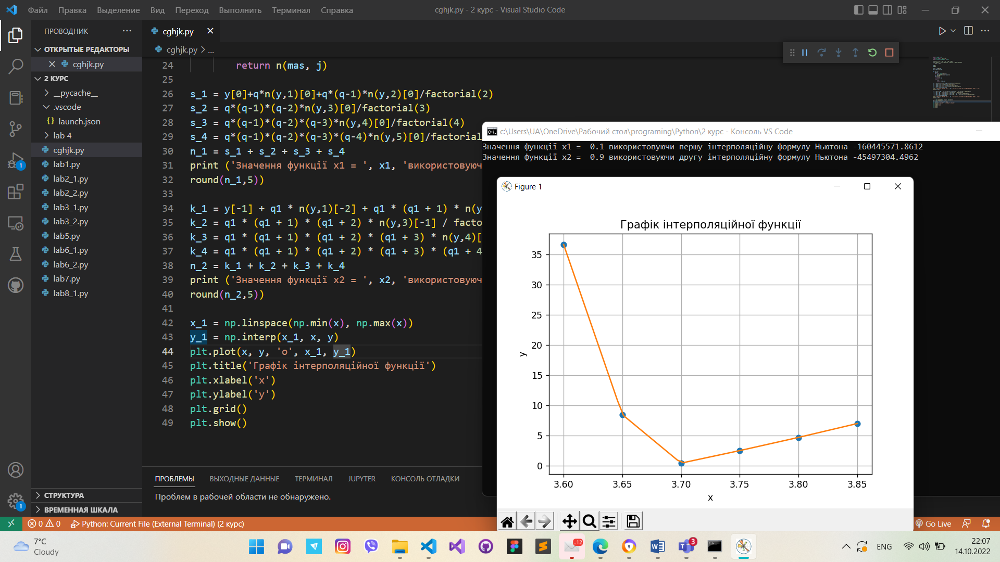 Файл Правка Выделение Вид Переход Выполнить Терминал Справка
cghjk.py - 2 курс - Visual Studio Code
ПРОВОДНИК
ОТКРЫТЫЕ РЕДАКТОРЫ
cghjk.py
2 КУРС
__pycache__
.vscode
launch.json
lab 4
cghjk.py
lab1.py
lab2_1.py
lab2_2.py
lab3_1.py
lab3_2.py
lab5.py
lab6_1.py
lab6_2.py
lab7.py
lab8_1.py
СТРУКТУРА
ВРЕМЕННАЯ ШКАЛА
1
1
cghjk.py
cghjk.py > ...
24 return n(mas, j)
25
26 s_1 = y[0]+q*n(y,1)[0]+q*(q-1)*n(y,2)[0]/factorial(2)
27 s_2 = q*(q-1)*(q-2)*n(y,3)[0]/factorial(3)
28 s_3 = q*(q-1)*(q-2)*(q-3)*n(y,4)[0]/factorial(4)
29 s_4 = q*(q-1)*(q-2)*(q-3)*(q-4)*n(y,5)[0]/factorial
30 n_1 = s_1 + s_2 + s_3 + s_4
31 print ('Значення функції x1 = ', x1, 'використовуюч
32 round(n_1,5))
33
34 k_1 = y[-1] + q1 * n(y,1)[-2] + q1 * (q1 + 1) * n(y
35 k_2 = q1 * (q1 + 1) * (q1 + 2) * n(y,3)[-1] / facto
36 k_3 = q1 * (q1 + 1) * (q1 + 2) * (q1 + 3) * n(y,4)[
37 k_4 = q1 * (q1 + 1) * (q1 + 2) * (q1 + 3) * (q1 + 4
38 n_2 = k_1 + k_2 + k_3 + k_4
39 print ('Значення функції x2 = ', x2, 'використовуюч
40 round(n_2,5))
41
42 x_1 = np.linspace(np.min(x), np.max(x))
43 y_1 = np.interp(x_1, x, y)
44 plt.plot(x, y, 'o', x_1, y_1)
45 plt.title('Графік інтерполяційної функції')
46 plt.xlabel('x')
47 plt.ylabel('y')
48 plt.grid()
49 plt.show()
ПРОБЛЕМЫ ВЫХОДНЫЕ ДАННЫЕ ТЕРМИНАЛ JUPYTER КОНСОЛЬ ОТЛАДКИ
Проблем в рабочей области не обнаружено.
c:\Users\UA\OneDrive\Рабочий стол\programing\Python\2 курс - Консоль VS Code
Значення функції x1 =  0.1 використовуючи першу інтерполяційну формулу Ньютона -160445571.8612
Значення функції x2 =  0.9 використовуючи другу інтерполяційну формулу Ньютона -45497304.4962
Figure 1
Графік інтерполяційної функції
35
30
25
20
15
10
5
0
y
3.60 3.65 3.70 3.75 3.80 3.85
x
0 0 Python: Current File (External Terminal) (2 курс)
Go Live
7°C
Cloudy
..12
3
ENG
22:07
14.10.2022